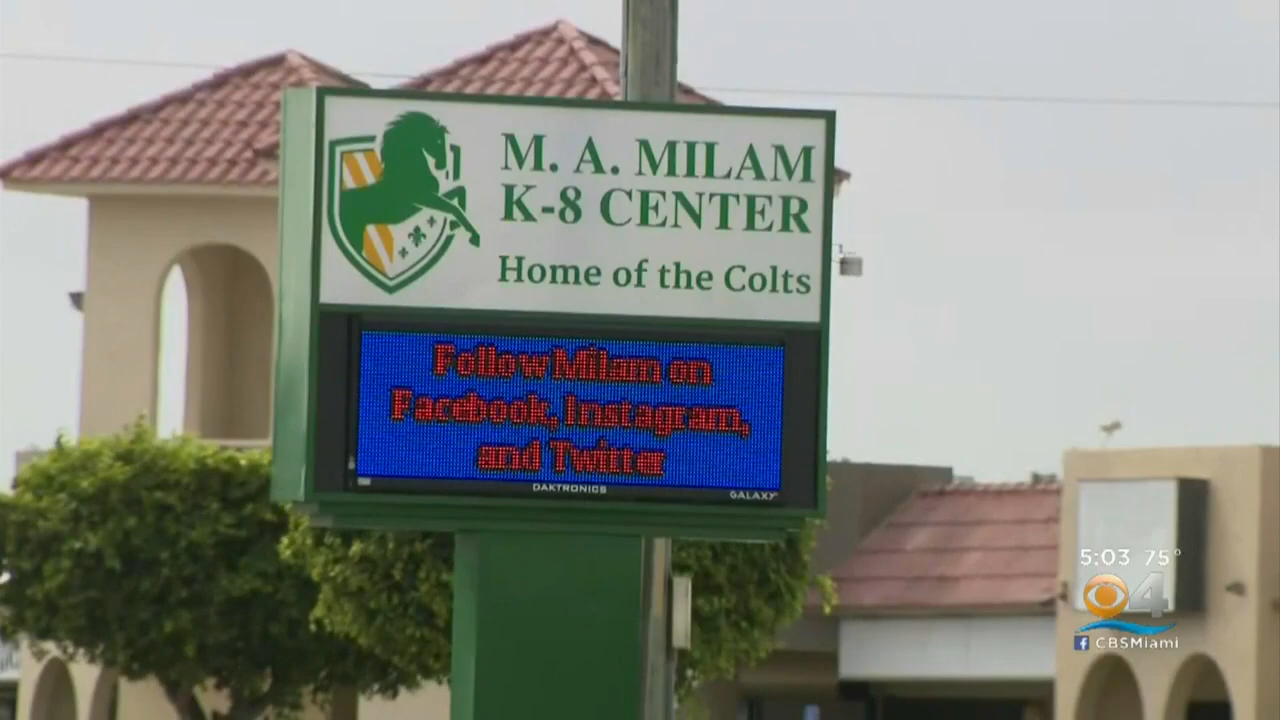 M. A. MILAM
K-8 CENTER
Home of the Colts
Follow Milam on
Facebook, Instagram,
and Twitter
DAKTRONICS
GALAXY
5:03 75°
4
f CBSMiami